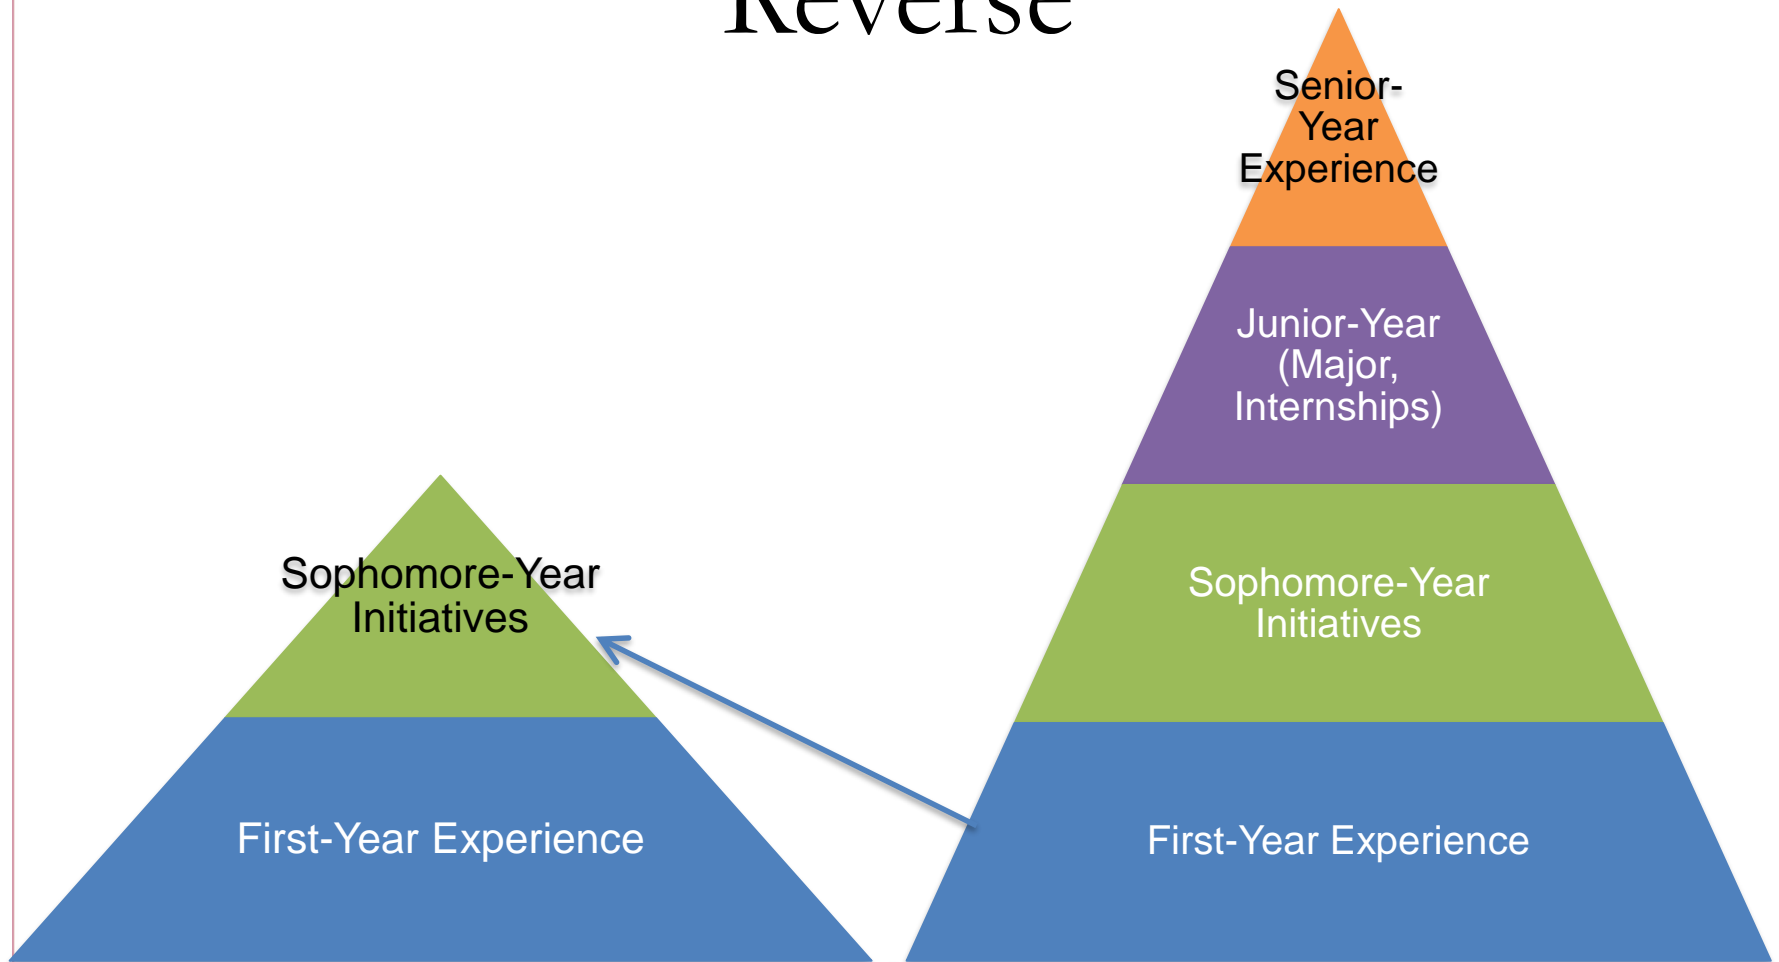 Reverse
Senior-
Year
Experience
Junior-Year
(Major,
Internships)
Sophomore-Year
Initiatives
First-Year Experience
Sophomore-Year
Initiatives
First-Year Experience